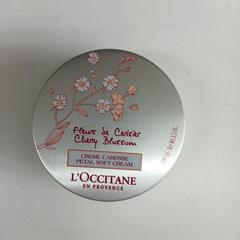 Fleurs de Cerisier
Cherry Blossom
CRÈME CARESSE
PETAL SOFT CREAM
L'OCCITANE
EN PROVENCE